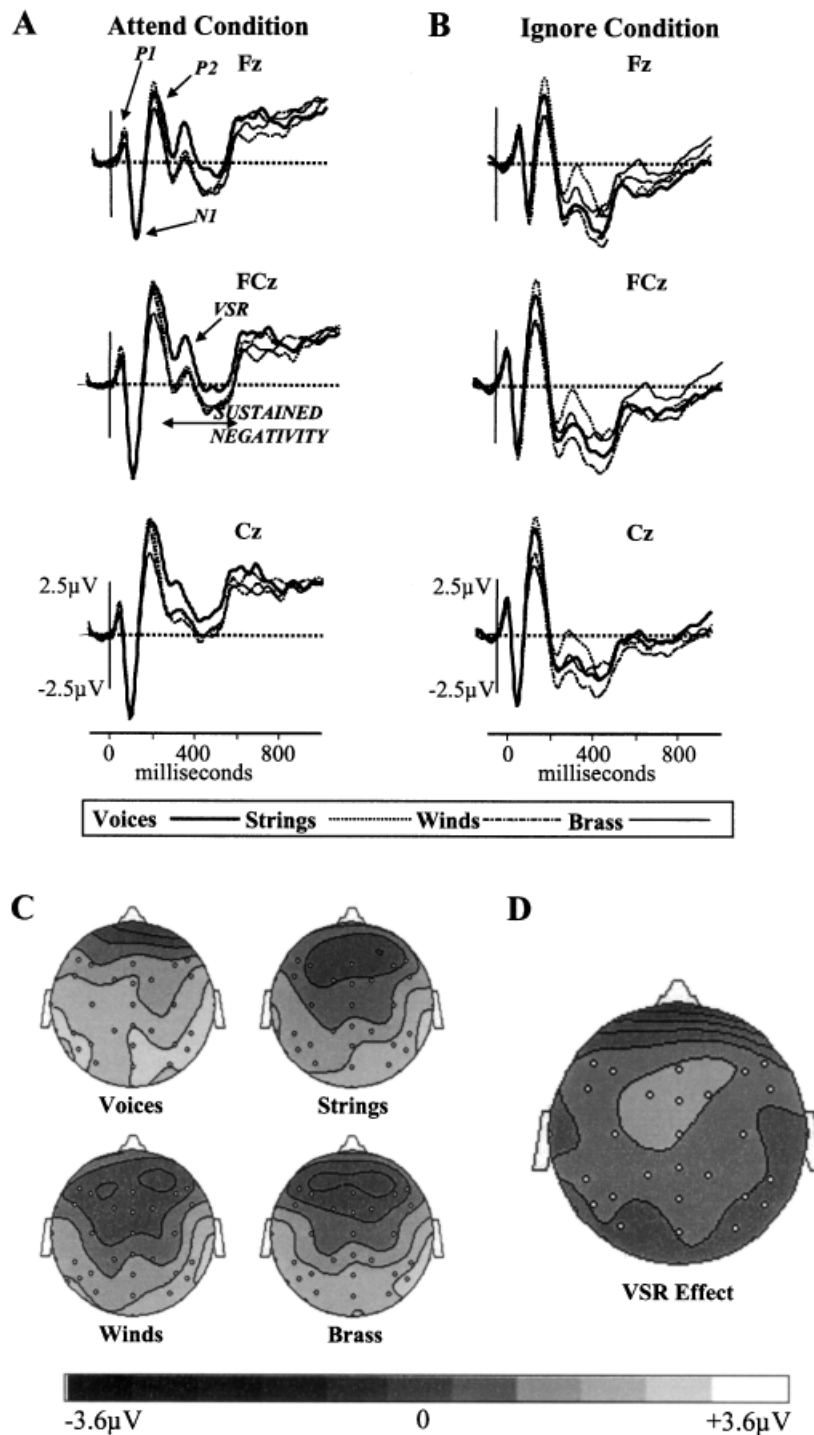 A Attend Condition B Ignore Condition
P1 P2 Fz Fz
N1
FCz FCz
VSR
SUSTAINED
NEGATIVITY
Cz Cz
2.5µV 2.5µV
-2.5µV -2.5µV
0 400 800 0 400 800
milliseconds milliseconds
Voices Strings Winds Brass
C D
Voices Strings
Winds Brass VSR Effect
-3.6µV 0 +3.6µV